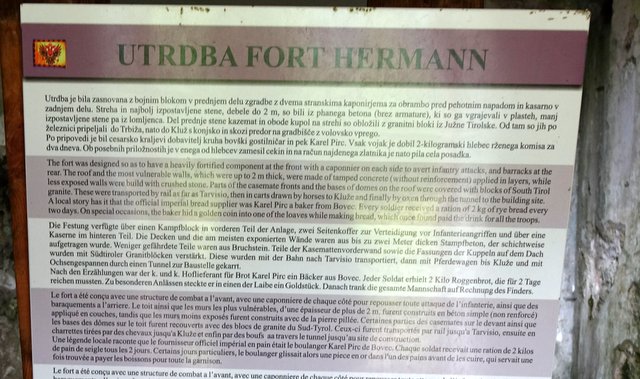 UTRDBA FORT HERMANN
Utrdba je bila zasnovana z bojnim blokom v prednjem delu zgradbe z dvema stranskima kaponirjema za obrambo pred pehotnim napadom in kasarno v
zadnjem delu. Streha in najbolj izpostavljene stene, debele do 2 m, so bili iz phanega betona (brez armature), ki so ga vgrajevali v plasteh, manj
izpostavljene stene pa iz lomljenca. Del prednje stene kazemat in obode kupol na strehi so obložili z granitni bloki iz Južne Tirolske. Od tam so jih po
železnici pripeljali do Trbiža, nato do Kluž s konjsko in skozi predor na gradbišče z volovsko vprego.
Po pripovedi je bil cesarsko kraljevi dobavitelj kruha bovški gostilničar in pek Karel Pirc. Vsak vojak je dobil 2-kilogramski hlebec rženega komisa za
dva dneva. Ob posebnih priložnostih je v enega od hlebcev zamesil cekin in na račun najdenega zlatnika je nato pila cela posadka.
The fort was designed so as to have a heavily fortified component at the front with a caponnier on each side to avert infantry attacks, and barracks at the
rear. The roof and the most vulnerable walls, which were up to 2 m thick, were made of tamped concrete (without reinforcement) applied in layers, while
less exposed walls were build with crushed stone. Parts of the casemate fronts and the bases of domes on the roof were covered with blocks of South Tirol
granite. These were transported by rail as far as Tarvisio, then in carts drawn by horses to Kluže and finally by oxen through the tunnel to the building site.
A local story has it that the official imperial bread supplier was Karel Pirc a baker from Bovec. Every soldier received a ration of 2 kg of rye bread every
two days. On special occasions, the baker hid a golden coin into one of the loaves while making bread, which once found paid the drink for all the troops.
Die Festung verfügte über einen Kampfblock in vorderen Teil der Anlage, zwei Seitenkoffer zur Verteidigung vor Infanterieangriffen und über eine
Kaserne im hinteren Teil. Die Decken und die am meisten exponierten Wände waren aus bis zu zwei Meter dicken Stampfbeton, der schichtweise
aufgetragen wurde. Weniger gefährdete Teile waren aus Bruchstein. Teile der Kasemattenvorderwand sowie die Fassungen der Kuppeln auf dem Dach
wurden mit Südtiroler Granitblöcken verstärkt. Diese wurden mit der Bahn nach Tarvisio transportiert, dann mit Pferdewagen bis Kluže und mit
Ochsengespannen durch einen Tunnel zur Baustelle gekarrt.
Nach den Erzählungen war der k. und k. Hoflieferant für Brot Karel Pirc ein Bäcker aus Bovec. Jeder Soldat erhielt 2 Kilo Roggenbrot, die für 2 Tage
reichen mussten. Zu besonderen Anlässen steckte er in einen der Laibe ein Goldstück. Danach trank die gesamte Mannschaft auf Rechnung des Finders.
Le fort a été conçu avec une structure de combat a l'avant, avec une caponniere de chaque côté pour repousser toute attaque de l'infanterie, ainsi que des
baraquements a l'arriere. Le toit ainsi que les murs les plus vulnérables, d'une épaisseur de plus de 2 m, furent construits en béton simple (non renforcé)
appliqué en couches, tandis que les murs moins exposés furent construits avec de la pierre pillée. Certaines parties des casemates sur le devant ainsi que
les bases des dômes sur le toit furent recouverts avec des blocs de granite du Sud-Tyrol. Ceux-ci furent transportés par rail jusqu'a Tarvisio, ensuite en
charrettes tirées par des chevaux jusqu'a Kluže et enfin par des boeufs aa travers le tunnel jusqu'au site de construction.
Une légende locale raconte que le fournisseur officiel impérial en pain était le boulanger Karel Pirc de Bovec. Chaque soldat recevait une ration de 2 kilos
de pain de seigle tous les 2 jours. Certains jours particuliers, le boulanger glissait alors une piece en or dans l'un des pains avant de les cuire, qui servait une
fois trouvée a payer les boissons pour toute la garnison.
Le fort a été conçu avec une structure de combat a l'avant, avec une caponniere de chaque côté pour repousser toute